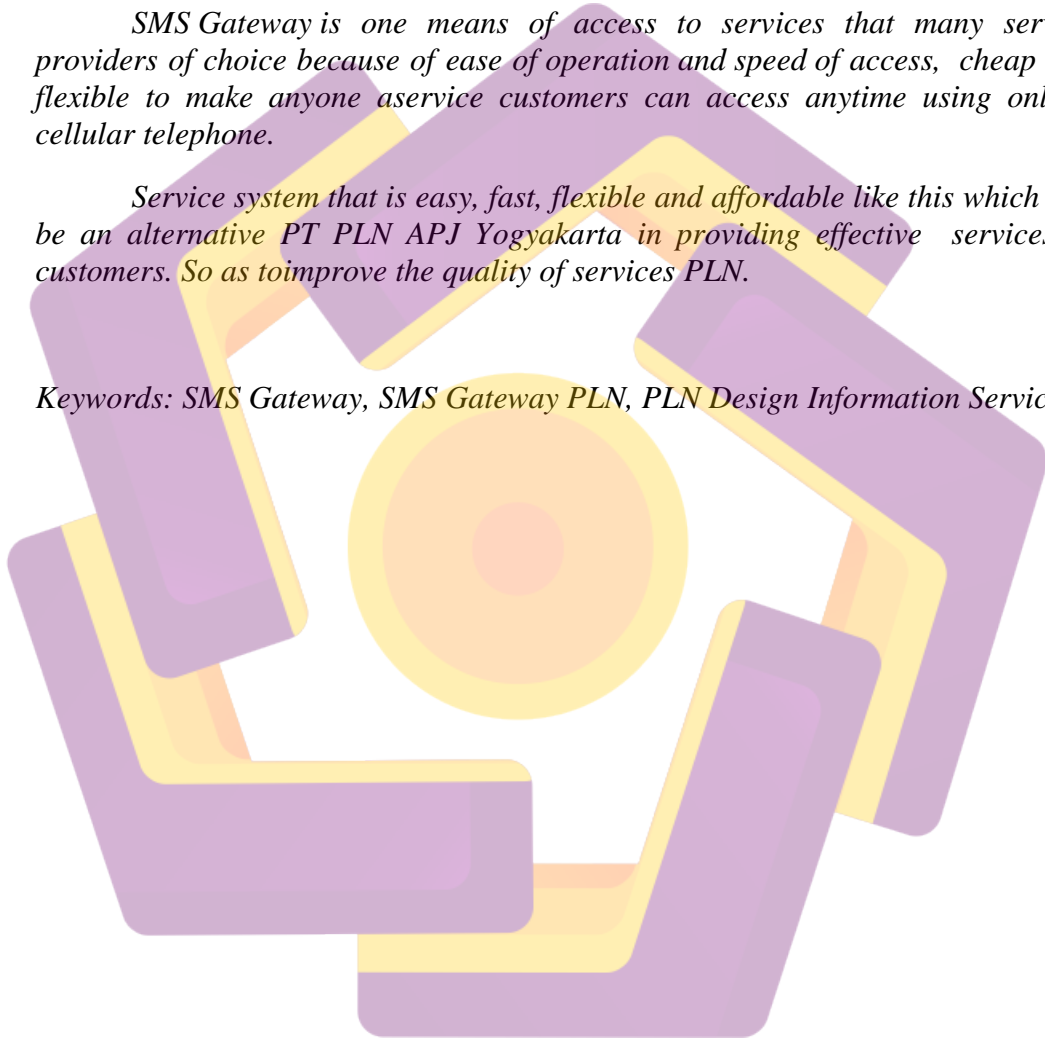 SMS Gateway is one means of access to services that many ser
providers of choice because of ease of operation and speed of access, cheap
flexible to make anyone aservice customers can access anytime using onl
cellular telephone.
Service system that is easy, fast, flexible and affordable like this which
be an alternative PT PLN APJ Yogyakarta in providing effective services
customers. So as toimprove the quality of services PLN.
Keywords: SMS Gateway, SMS Gateway PLN, PLN Design Information Servic